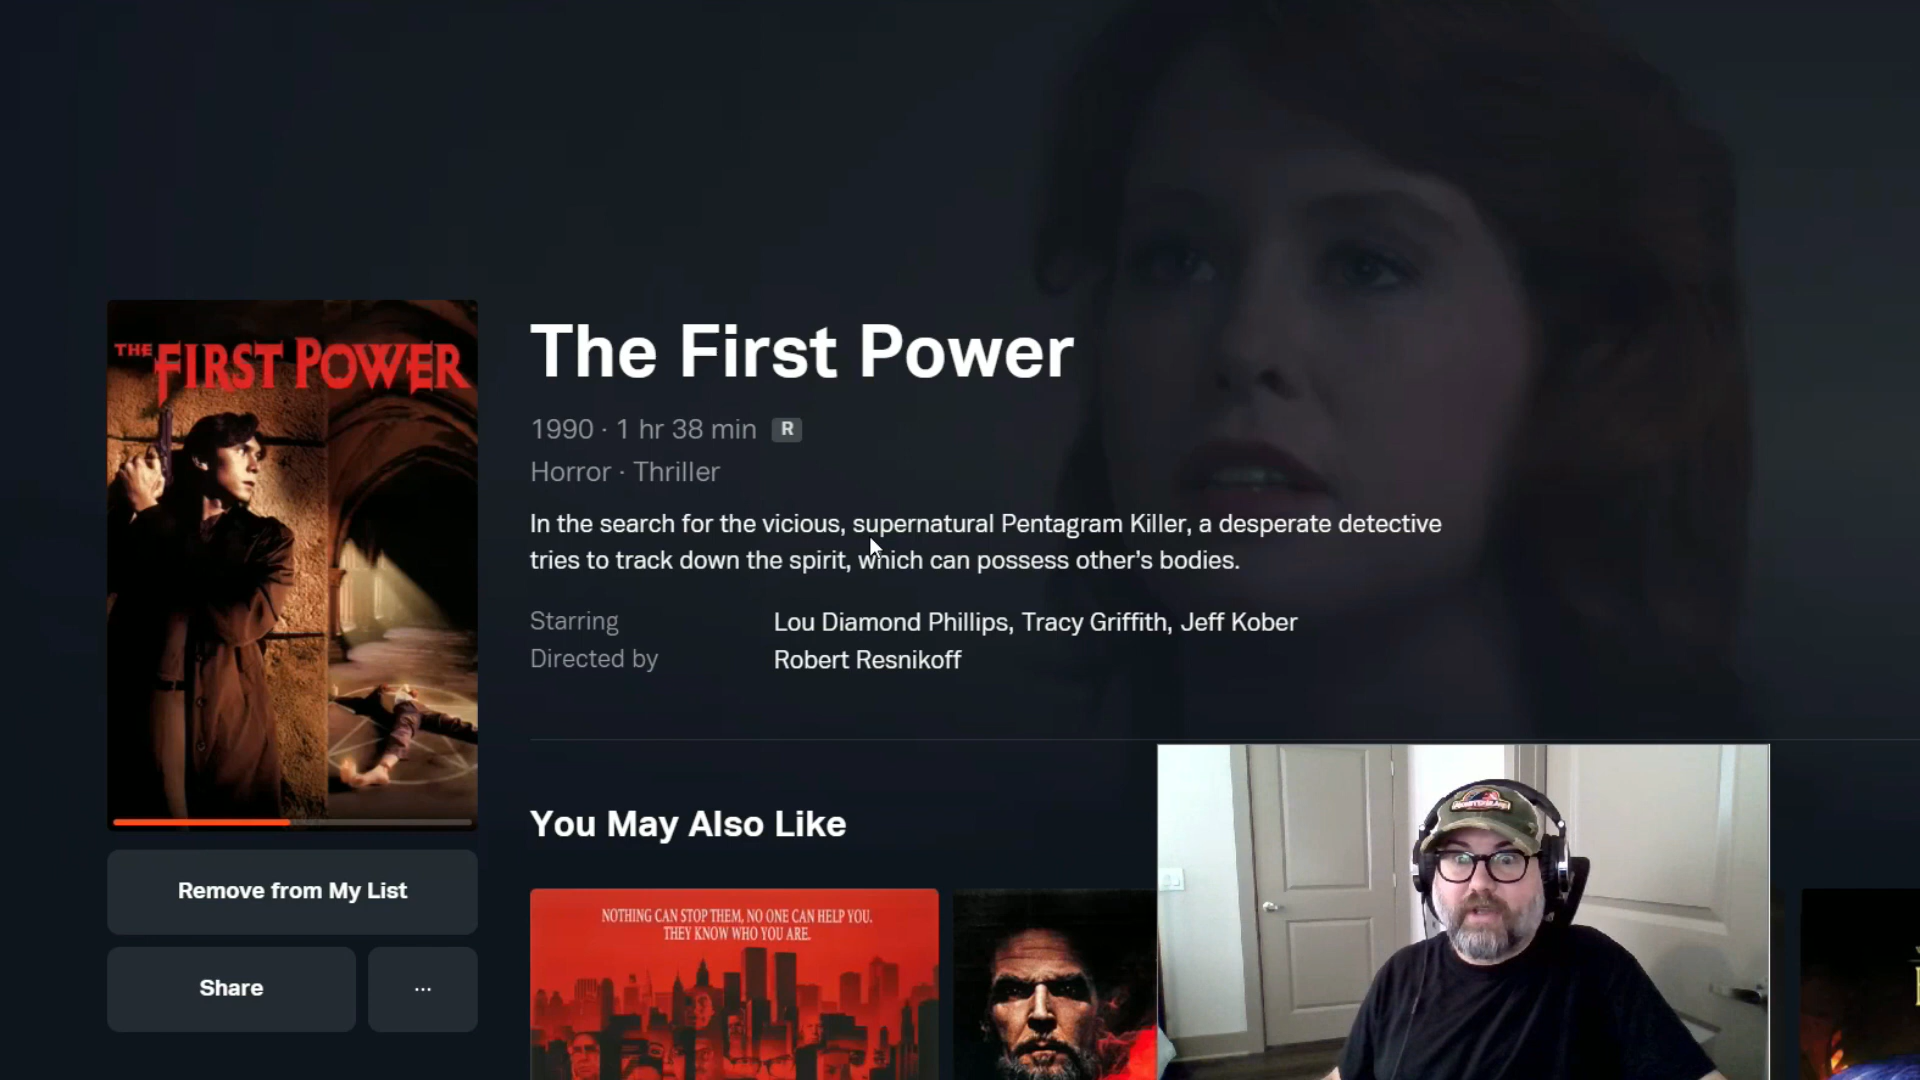 THE FIRST POWER
The First Power
1990 · 1 hr 38 min R
Horror · Thriller
In the search for the vicious, supernatural Pentagram Killer, a desperate detective
tries to track down the spirit, which can possess other's bodies.
Starring Lou Diamond Phillips, Tracy Griffith, Jeff Kober
Directed by Robert Resnikoff
Remove from My List
Share
...
You May Also Like
NOTHING CAN STOP THEM, NO ONE CAN HELP YOU.
THEY KNOW WHO YOU ARE.